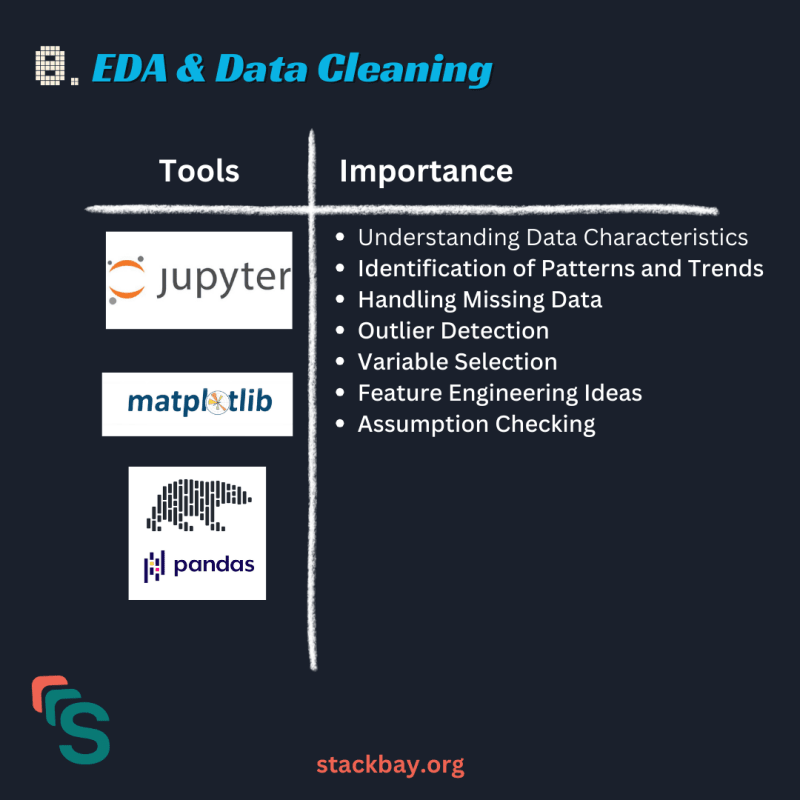 8. EDA & Data Cleaning
Tools
Importance
jupyter
matplotlib
pandas
• Understanding Data Characteristics
• Identification of Patterns and Trends
• Handling Missing Data
• Outlier Detection
• Variable Selection
• Feature Engineering Ideas
• Assumption Checking
S
stackbay.org